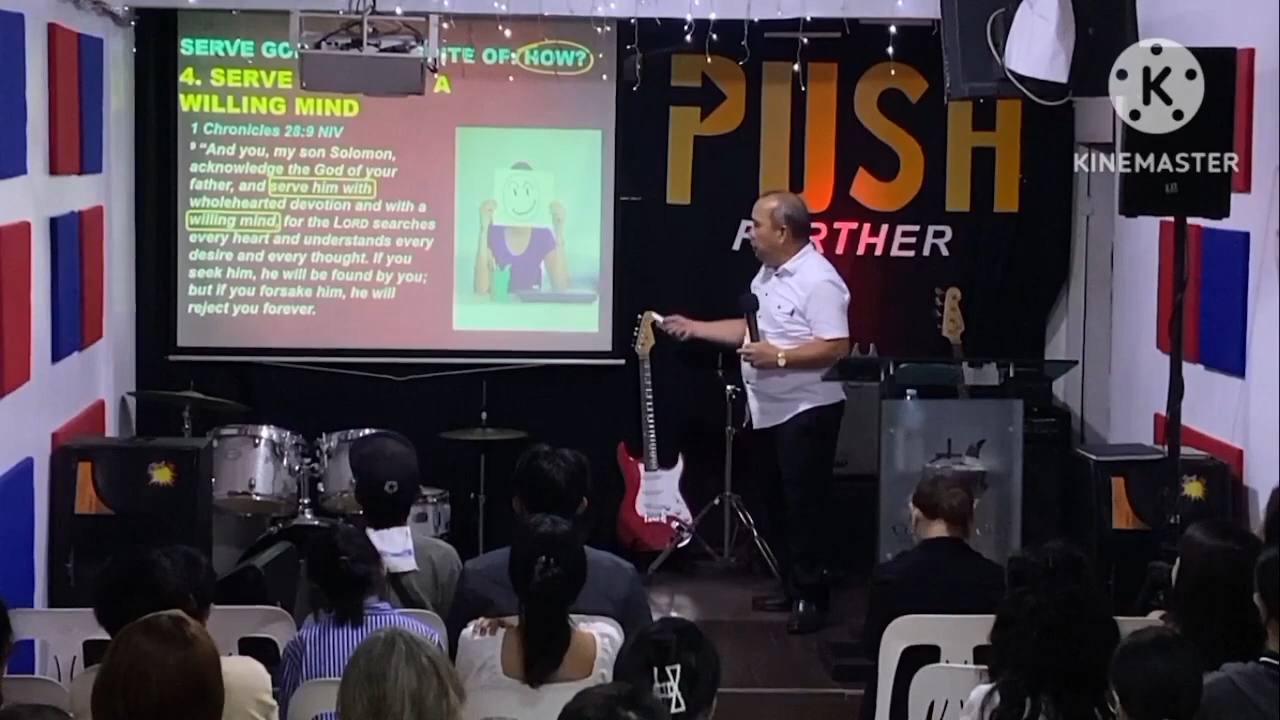 SERVE ITE OF: HOW?
4. SERVE A
WILLING MIND
1 Chronicles 28:9 NIV
9 “And you, my son Solomon,
acknowledge the God of your
father, and serve him with
wholehearted devotion and with a
willing mind, for the LORD searches
every heart and understands every
desire and every thought. If you
seek him, he will be found by you;
but if you forsake him, he will
reject you forever.
PUSH
F RTHER
K
KINEMASTER